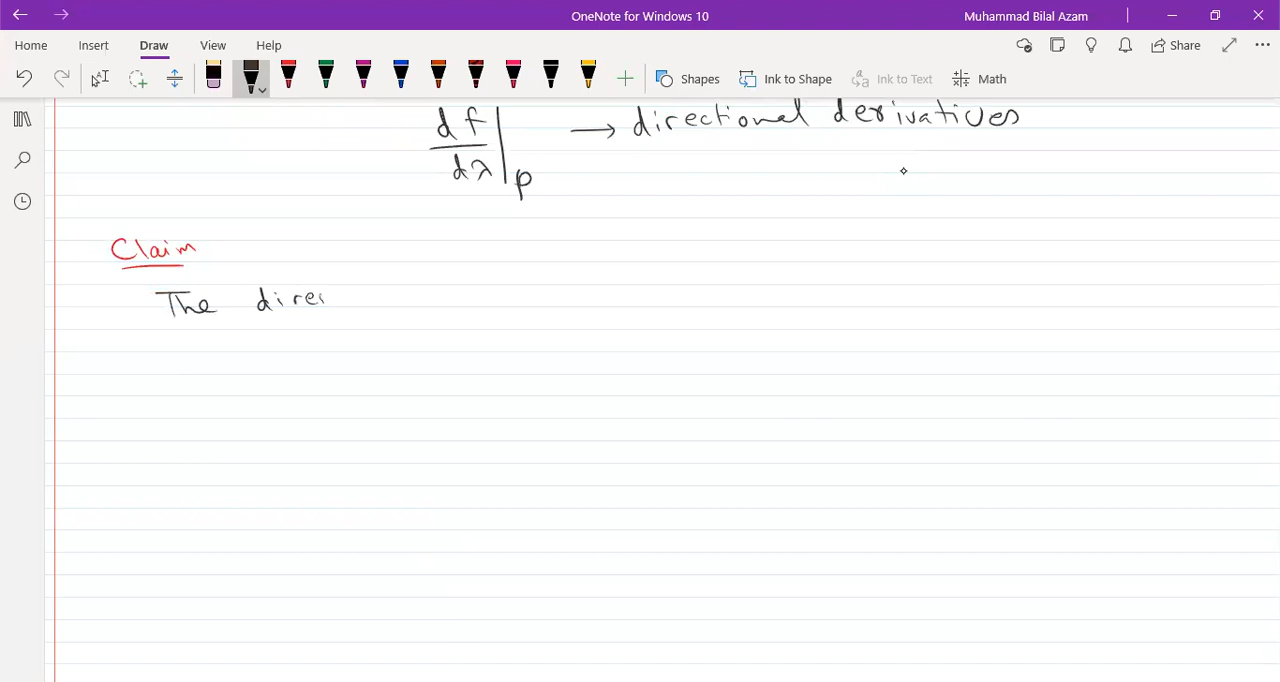 OneNote for Windows 10
Muhammad Bilal Azam
Home Insert Draw View Help
Share
Shapes Ink to Shape Ink to Text Math
df/dλ|p → directional derivatives
Claim
The direc